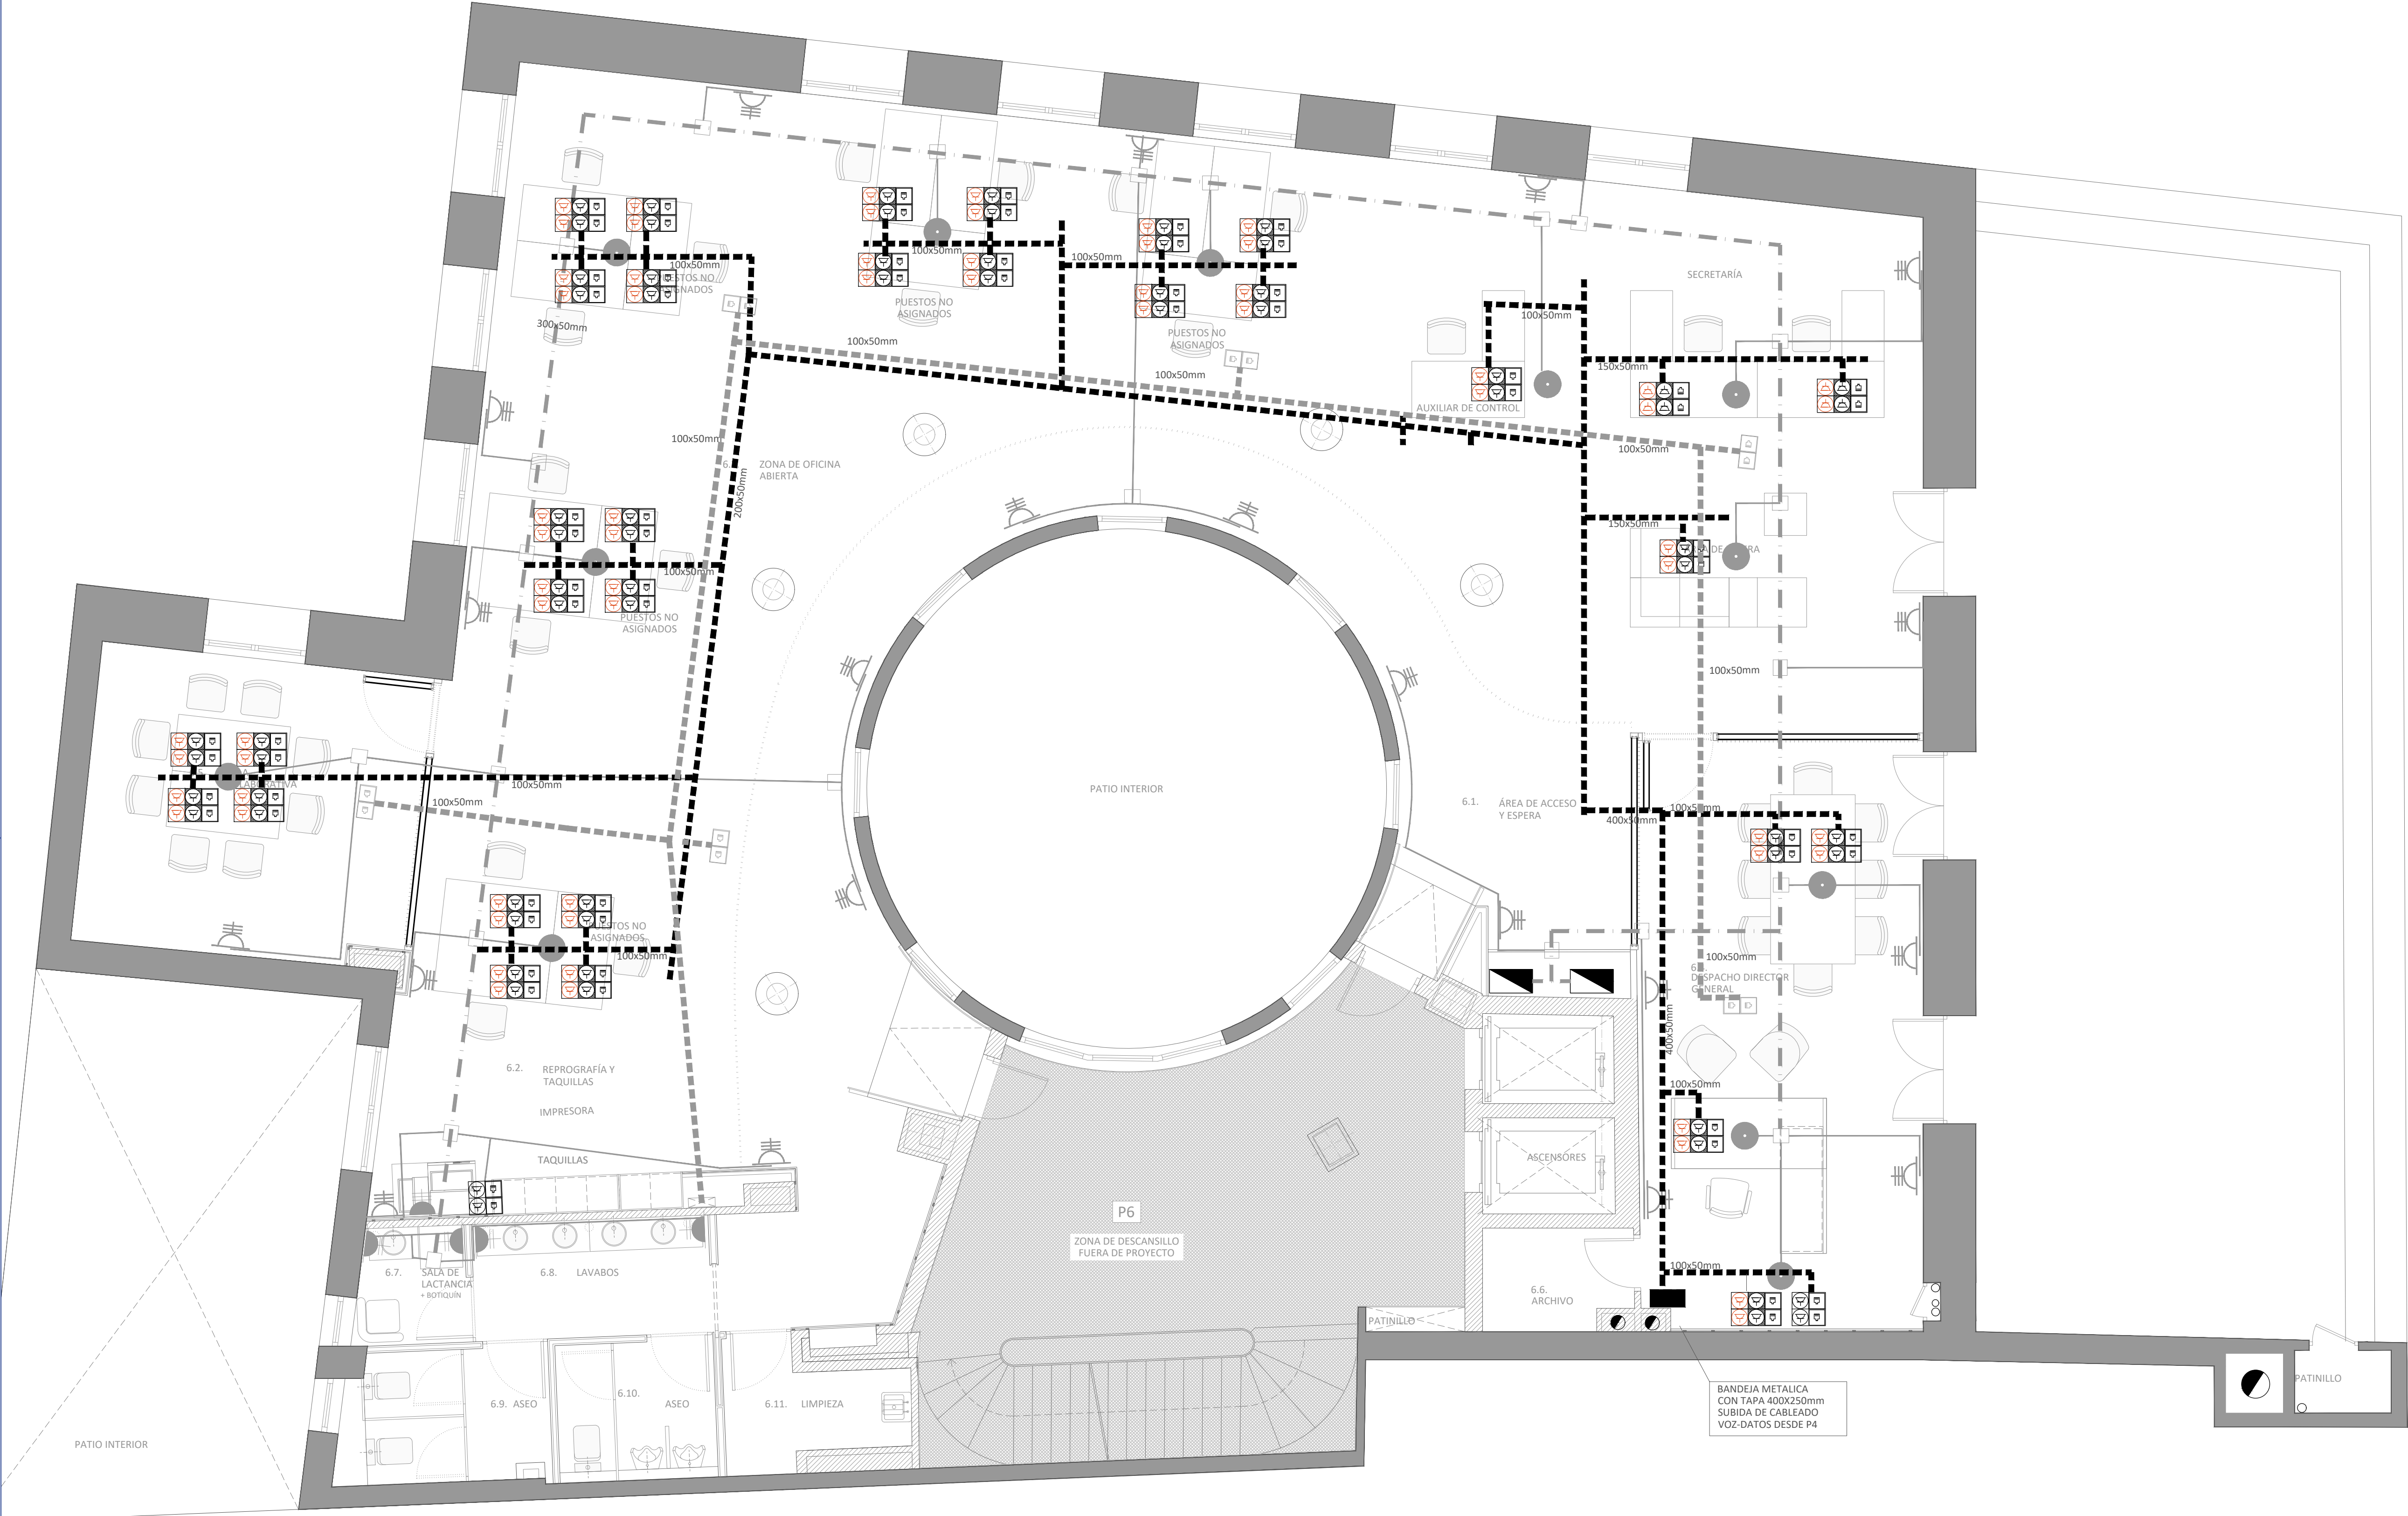 SECRETARÍA
100x50mm
PUESTOS NO
ASIGNADOS
100x50mm
100x50mm
PUESTOS NO
ASIGNADOS
300x50mm
100x50mm
100x50mm
PUESTOS NO
ASIGNADOS
100x50mm
100x50mm
150x50mm
AUXILIAR DE CONTROL
100x50mm
200x50mm
ZONA DE OFICINA
ABIERTA
100x50mm
150x50mm
100x50mm
PUESTOS NO
ASIGNADOS
100x50mm
100x50mm
100x50mm
PATIO INTERIOR
6.1. ÁREA DE ACCESO
Y ESPERA
400x50mm
100x50mm
PUESTOS NO
ASIGNADOS
100x50mm
100x50mm
DESPACHO DIRECTOR
GENERAL
400x50mm
6.2. REPROGRAFÍA Y
TAQUILLAS
IMPRESORA
100x50mm
TAQUILLAS
ASCENSORES
P6
ZONA DE DESCANSILLO
FUERA DE PROYECTO
6.7. SALA DE
LACTANCIA
+ BOTIQUÍN
6.8. LAVABOS
100x50mm
6.6.
ARCHIVO
PATINILLO
PATINILLO
BANDEJA METALICA
CON TAPA 400X250mm
SUBIDA DE CABLEADO
VOZ-DATOS DESDE P4
6.9. ASEO
6.10.
ASEO
6.11. LIMPIEZA
PATIO INTERIOR